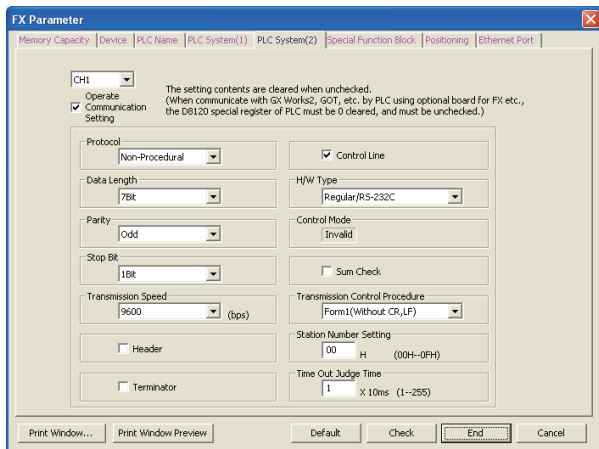 FX Parameter
Memory Capacity Device PLC Name PLC System(1) PLC System(2) Special Function Block Positioning Ethernet Port
CH1
Operate Communication Setting
The setting contents are cleared when unchecked.
(When communicate with GX Works2, GOT, etc. by PLC using optional board for FX etc.,
the D8120 special register of PLC must be 0 cleared, and must be unchecked.)
Protocol
Non-Procedural
Control Line
Data Length
7Bit
H/W Type
Regular/RS-232C
Parity
Odd
Control Mode
Invalid
Stop Bit
1Bit
Sum Check
Transmission Speed
9600 (bps)
Transmission Control Procedure
Form1(Without CR,LF)
Header
Station Number Setting
00 H (00H--0FH)
Terminator
Time Out Judge Time
1 X 10ms (1--255)
Print Window... Print Window Preview Default Check End Cancel